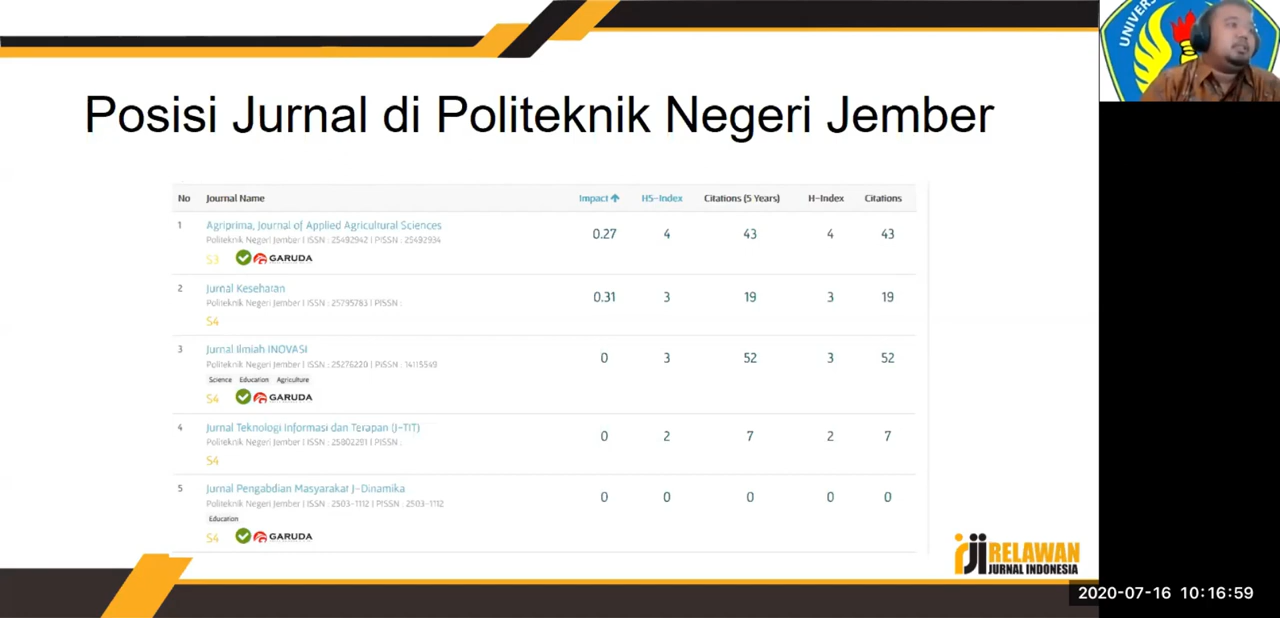 UNIVERS
Posisi Jurnal di Politeknik Negeri Jember
No Journal Name Impact H5-Index Citations (5 Years) H-Index Citations
1 Agriprima, Journal of Applied Agricultural Sciences 0.27 4 43 4 43
Politeknik Negeri Jember | ISSN : 25492942 | PISSN : 25492934
S3 GARUDA
2 Jurnal Kesehatan 0.31 3 19 3 19
Politeknik Negeri Jember | ISSN : 25795783 | PISSN :
S4
3 Jurnal Ilmiah INOVASI 0 3 52 3 52
Politeknik Negeri Jember | ISSN : 25276220 | PISSN : 14115549
Science Education Agriculture
S4 GARUDA
4 Jurnal Teknologi Informasi dan Terapan (J-TIT) 0 2 7 2 7
Politeknik Negeri Jember | ISSN : 25802291 | PISSN :
S4
5 Jurnal Pengabdian Masyarakat J-Dinamika 0 0 0 0 0
Politeknik Negeri Jember | ISSN : 2503-1112 | PISSN : 2503-1112
Education
S4 GARUDA
rji RELAWAN
JURNAL INDONESIA
2020-07-16 10:16:59